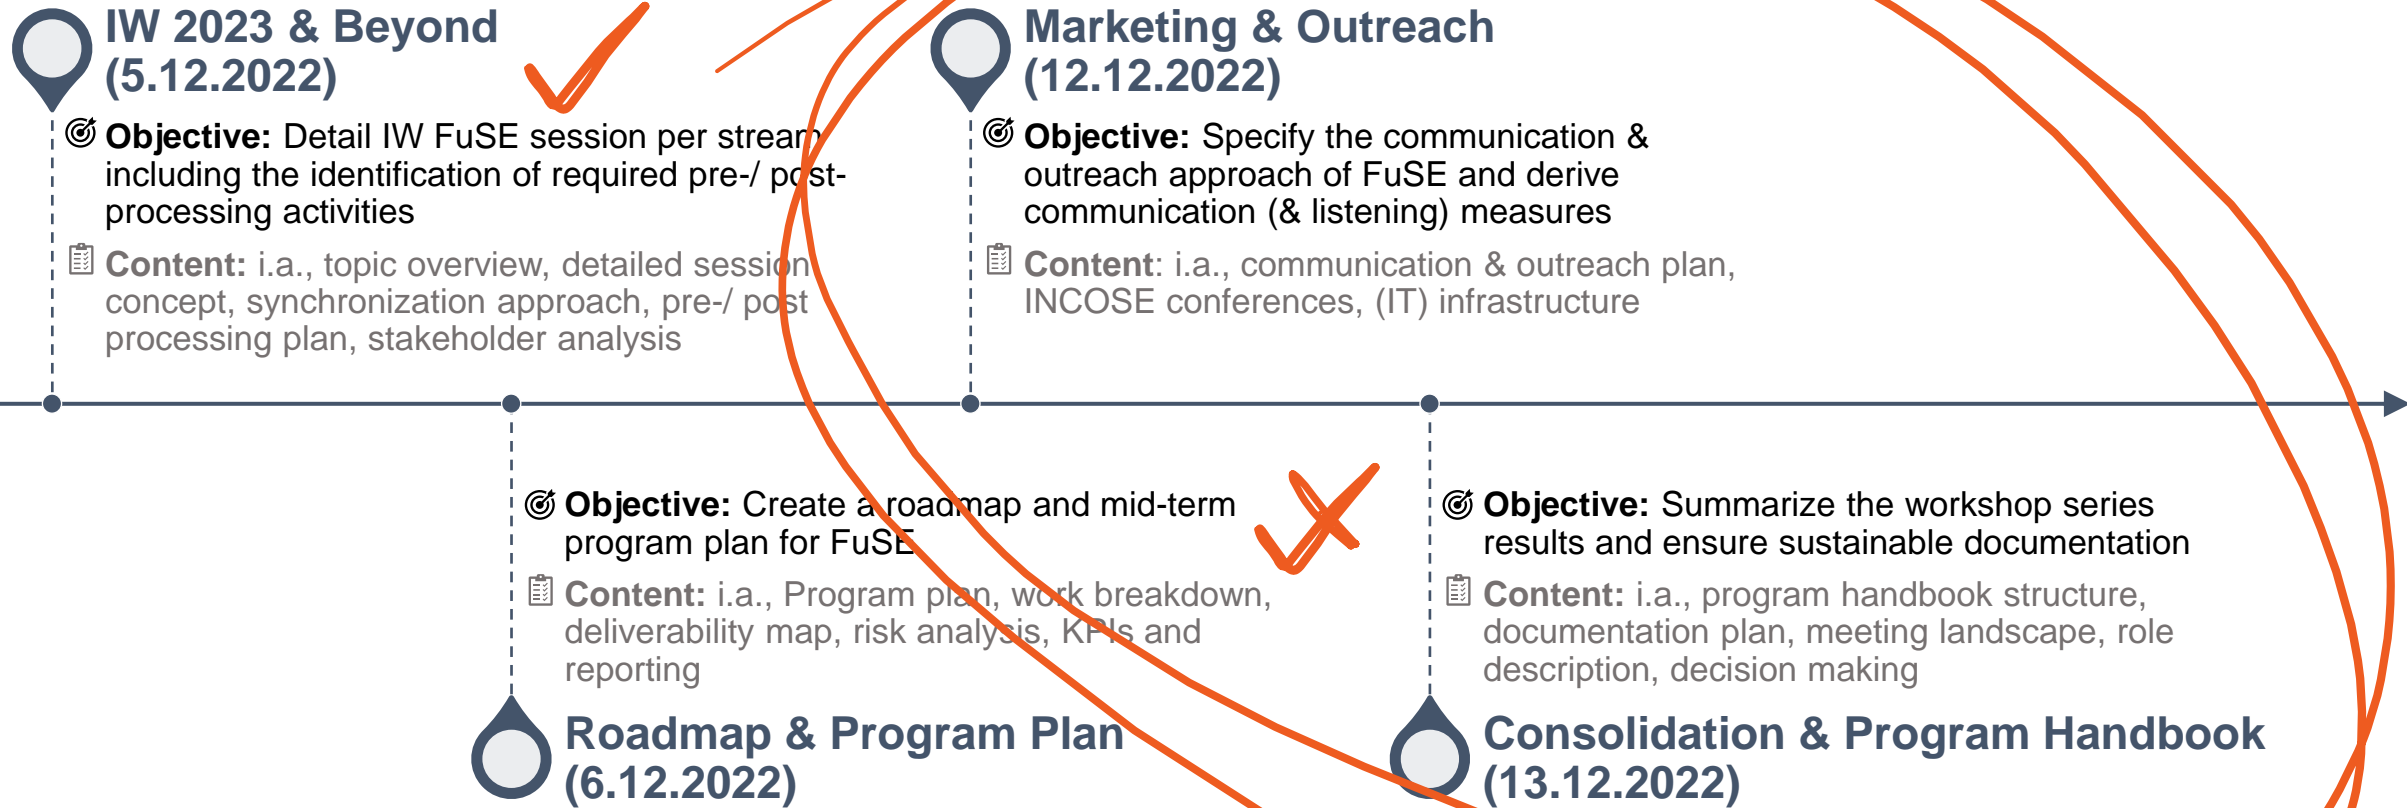 IW 2023 & Beyond
(5.12.2022)
Objective: Detail IW FuSE session per stream
including the identification of required pre-/ post-
processing activities
Content: i.a., topic overview, detailed session
concept, synchronization approach, pre-/ post
processing plan, stakeholder analysis
Marketing & Outreach
(12.12.2022)
Objective: Specify the communication &
outreach approach of FuSE and derive
communication (& listening) measures
Content: i.a., communication & outreach plan,
INCOSE conferences, (IT) infrastructure
Objective: Create a roadmap and mid-term
program plan for FuSE
Content: i.a., Program plan, work breakdown,
deliverability map, risk analysis, KPIs and
reporting
Roadmap & Program Plan
(6.12.2022)
Objective: Summarize the workshop series
results and ensure sustainable documentation
Content: i.a., program handbook structure,
documentation plan, meeting landscape, role
description, decision making
Consolidation & Program Handbook
(13.12.2022)